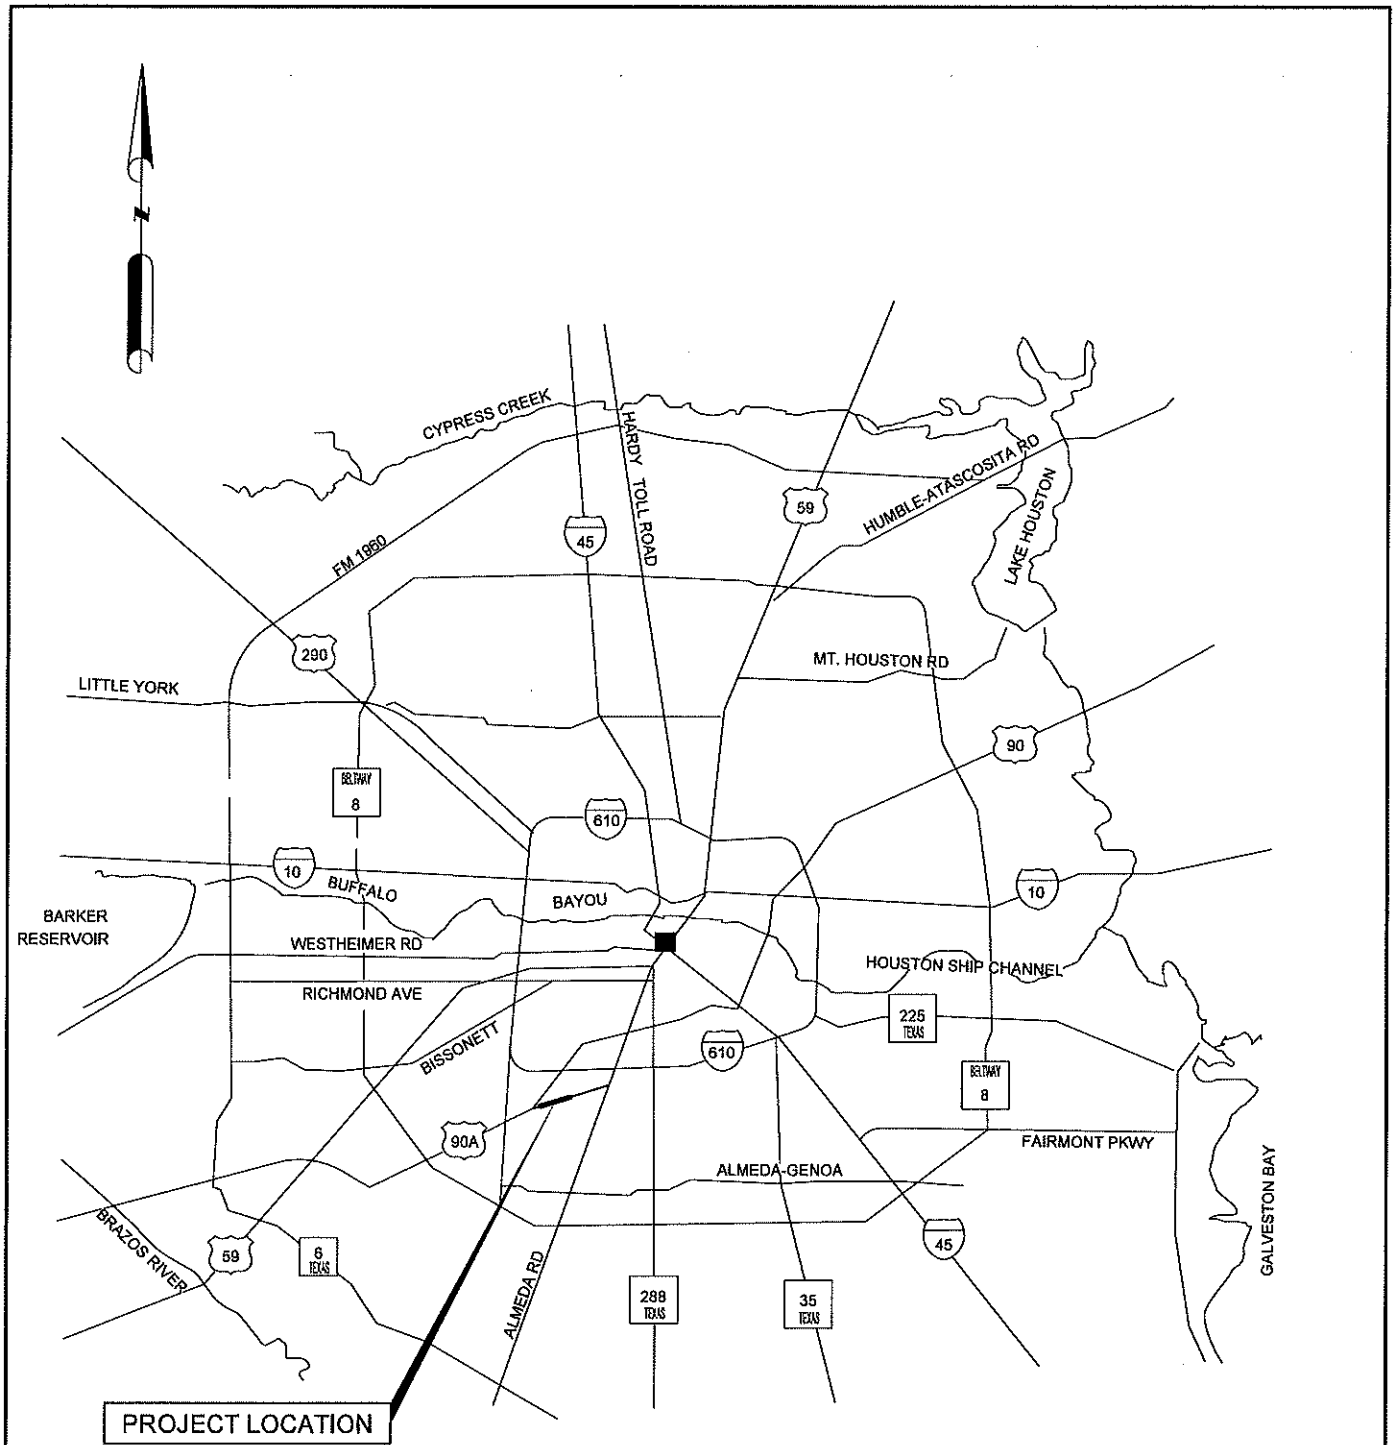 Z
CYPRESS CREEK
HARDY TOLL ROAD
59
HUMBLE-ATASCOSITA RD
LAKE HOUSTON
45
FM 1960
290
MT. HOUSTON RD
LITTLE YORK
90
BELTWAY
8
610
10
BUFFALO
BAYOU
10
BARKER
RESERVOIR
WESTHEIMER RD
HOUSTON SHIP CHANNEL
RICHMOND AVE
225
TEXAS
BISSONETT
610
BELTWAY
8
90A
FAIRMONT PKWY
ALMEDA-GENOA
GALVESTON BAY
BRAZOS RIVER
59
6
TEXAS
45
ALMEDA RD
288
TEXAS
35
TEXAS
PROJECT LOCATION